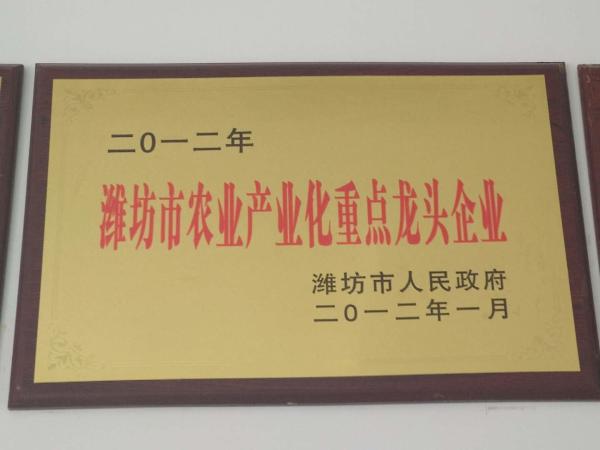 二0一二年
潍坊市农业产业化重点龙头企业
潍坊市人民政府
二0一二年一月